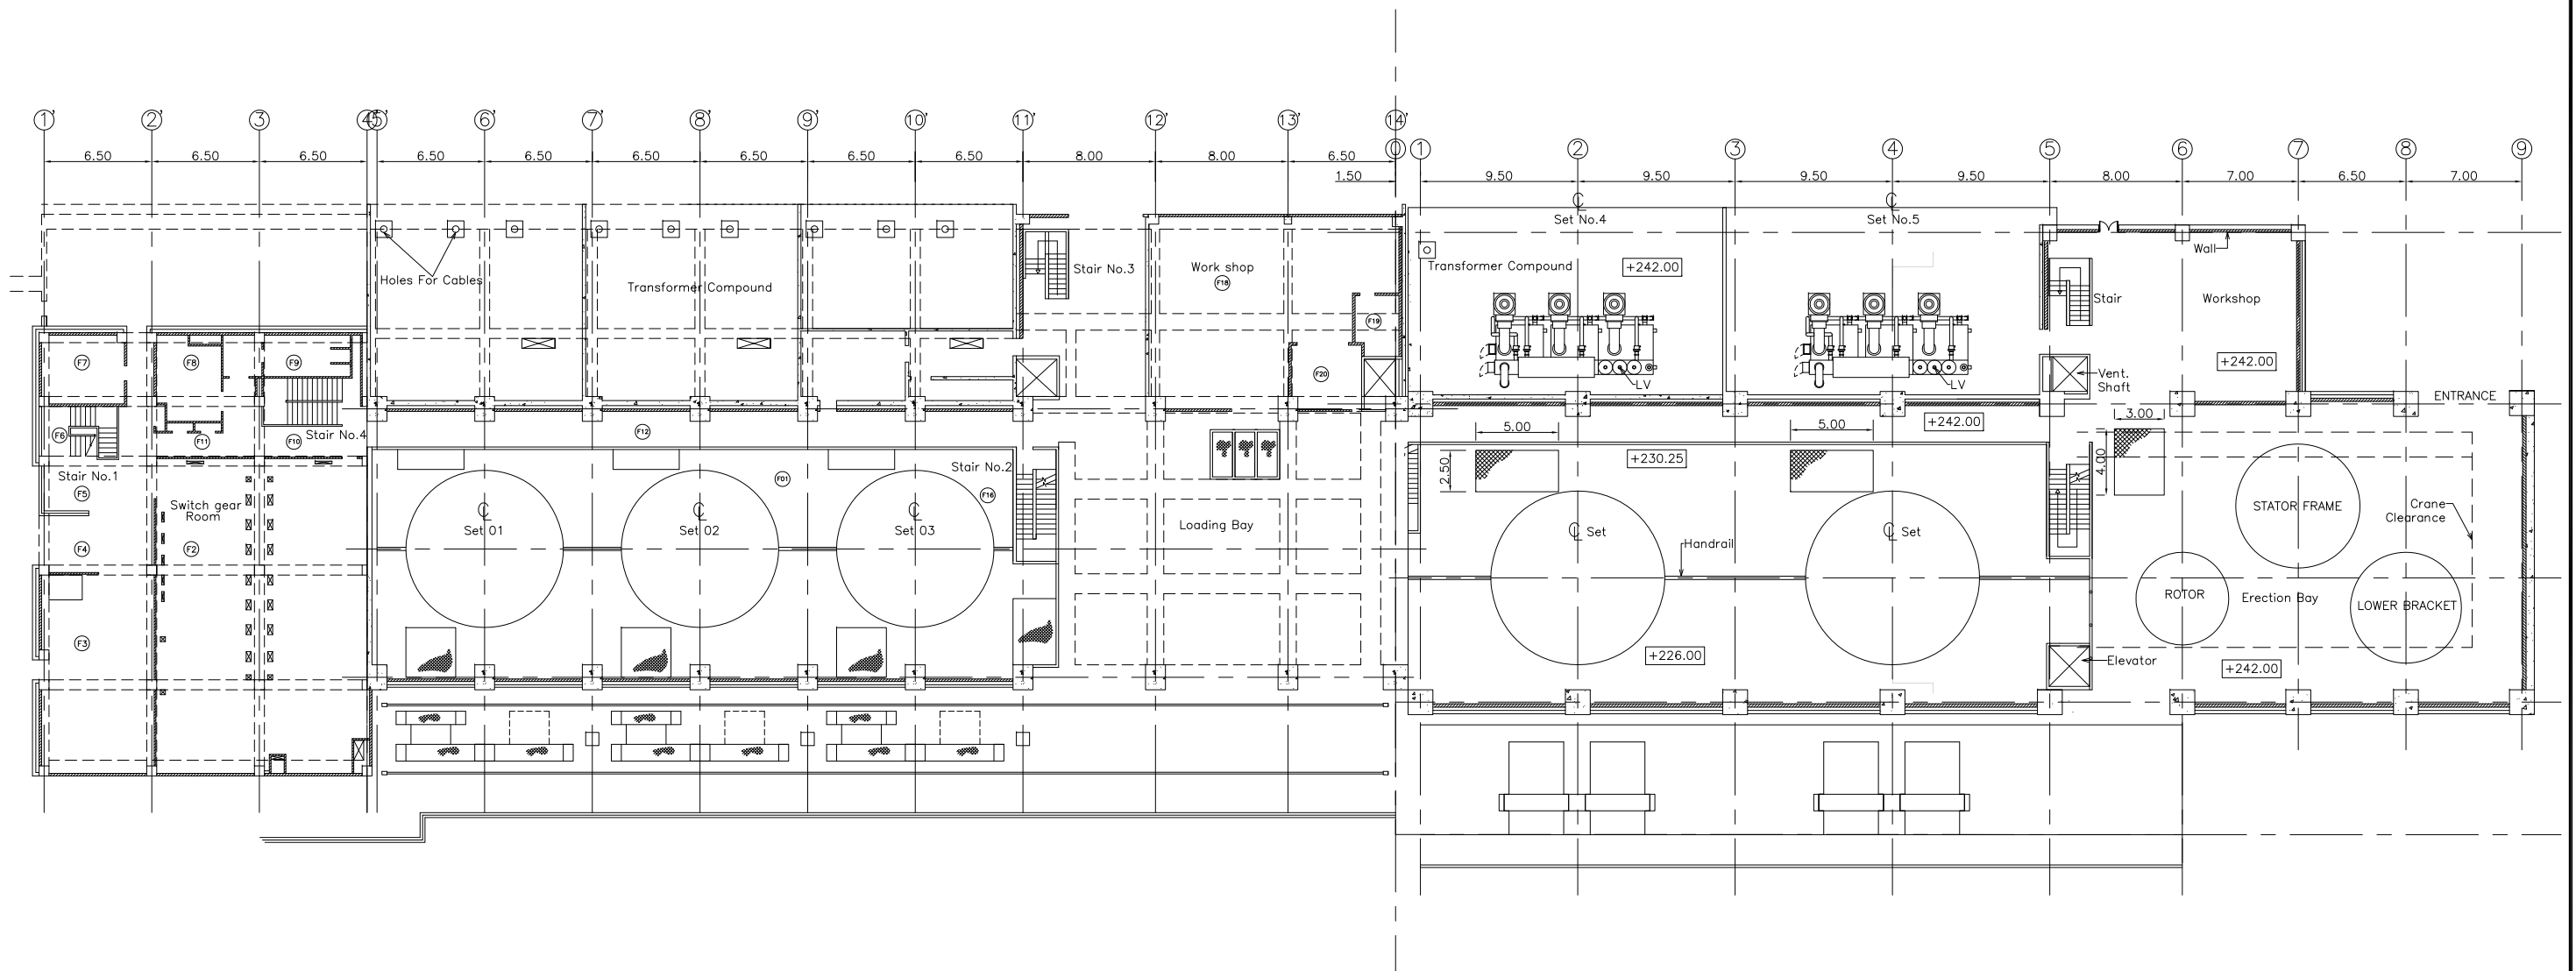 1' 2' 3 4' 5' 6' 7' 8' 9' 10' 11' 12' 13' 14'
0 1 2 3 4 5 6 7 8 9
6.50 6.50 6.50 6.50 6.50 6.50 6.50 6.50 6.50 8.00 8.00 6.50
1.50 9.50 9.50 9.50 9.50 8.00 7.00 6.50 7.00
Set No.4
Set No.5
Holes For Cables
Transformer Compound
Stair No.3
Work shop
F18
F19
F20
Transformer Compound
+242.00
LV
LV
Wall
Stair
Workshop
+242.00
Vent.
Shaft
ENTRANCE
F7
F8
F9
F6
F11
F10
Stair No.4
F12
Stair No.1
F5
Switch gear
Room
F4
F2
F3
F01
Stair No.2
F16
℄
Set 01
℄
Set 02
℄
Set 03
Loading Bay
5.00
2.50
+230.25
5.00
+242.00
3.00
4.00
℄ Set
℄ Set
Handrail
+226.00
STATOR FRAME
Crane
Clearance
ROTOR
Erection Bay
LOWER BRACKET
Elevator
+242.00